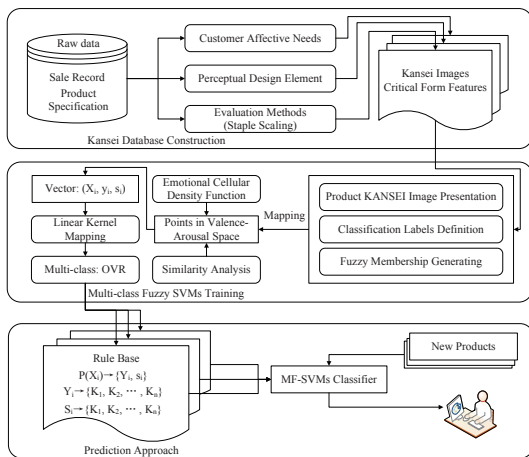 Raw data
Sale Record
Product
Specification
Customer Affective Needs
Perceptual Design Element
Evaluation Methods
(Staple Scaling)
Kansei Images
Critical Form Features
Kansei Database Construction
Vector: (Xᵢ, yᵢ, sᵢ)
Linear Kernel
Mapping
Multi-class: OVR
Emotional Cellular
Density Function
Points in Valence-
Arousal Space
Similarity Analysis
Mapping
Product KANSEI Image Presentation
Classification Labels Definition
Fuzzy Membership Generating
Multi-class Fuzzy SVMs Training
Rule Base
P(Xᵢ)→{Yᵢ, sᵢ}
Yᵢ→{K₁, K₂, ⋯ , Kₙ}
Sᵢ→{K₁, K₂, ⋯ , Kₙ}
MF-SVMs Classifier
New Products
Prediction Approach